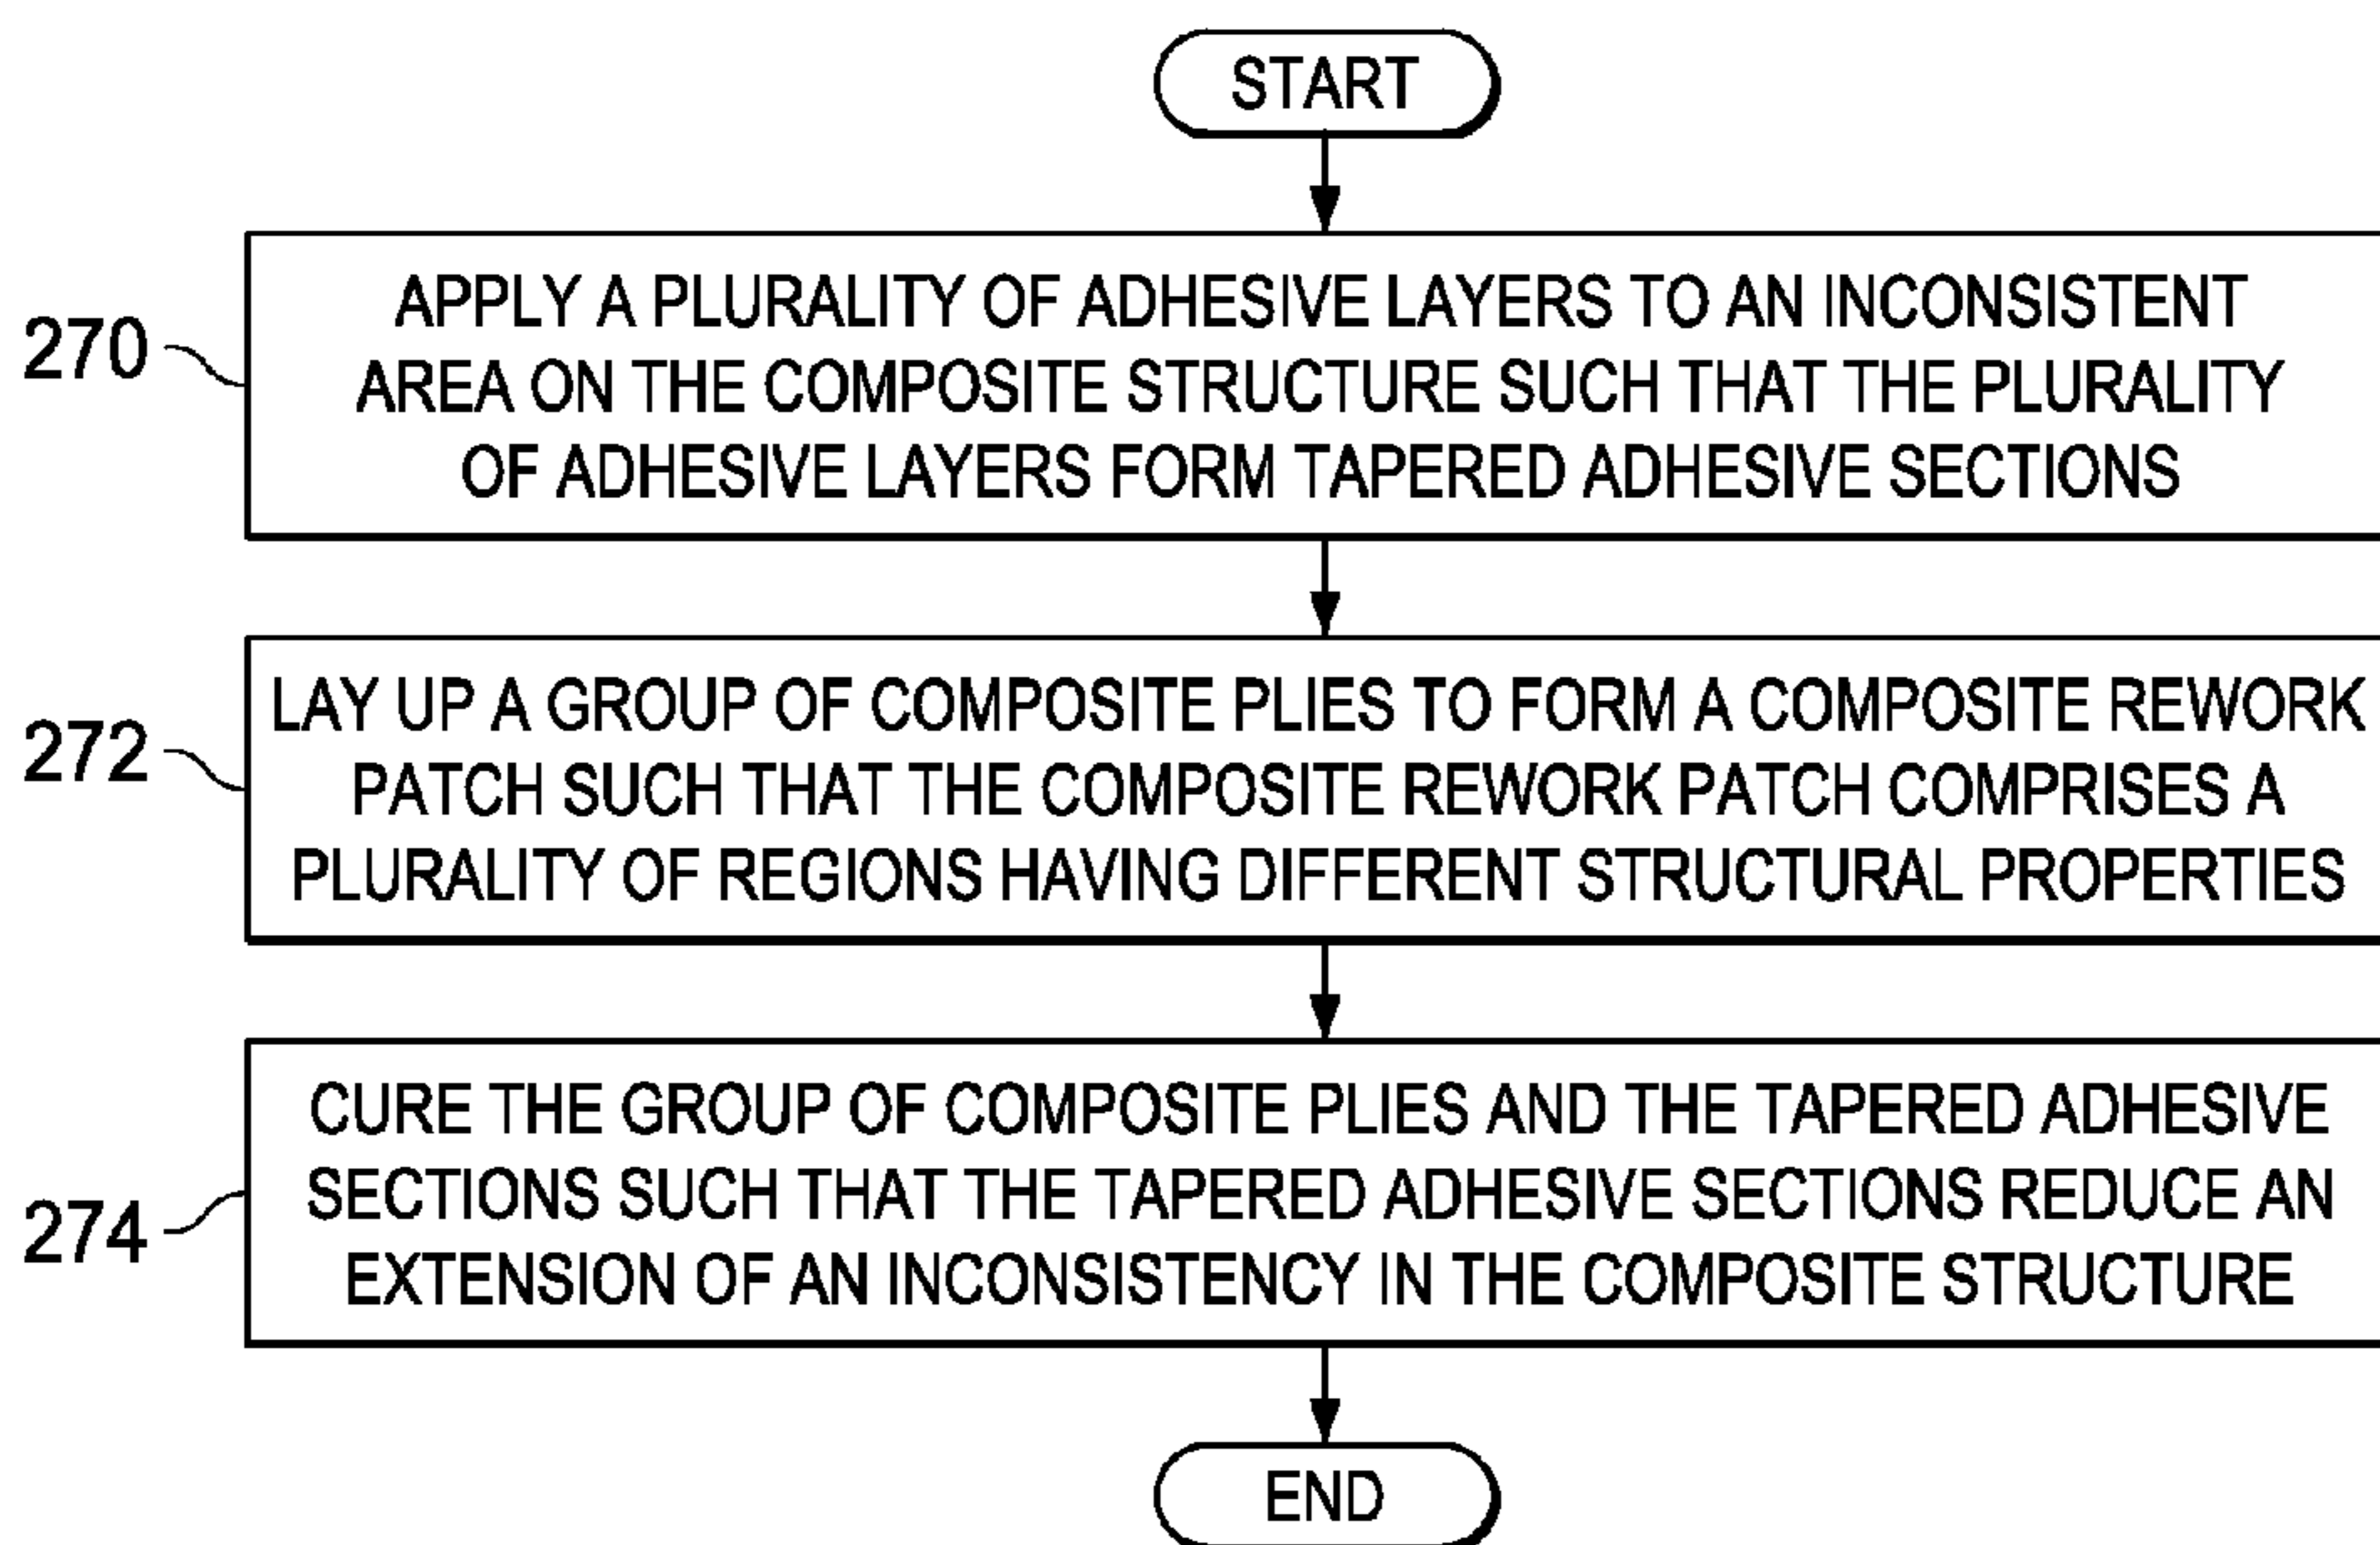 START
270
APPLY A PLURALITY OF ADHESIVE LAYERS TO AN INCONSISTENT
AREA ON THE COMPOSITE STRUCTURE SUCH THAT THE PLURALITY
OF ADHESIVE LAYERS FORM TAPERED ADHESIVE SECTIONS
272
LAY UP A GROUP OF COMPOSITE PLIES TO FORM A COMPOSITE REWORK
PATCH SUCH THAT THE COMPOSITE REWORK PATCH COMPRISES A
PLURALITY OF REGIONS HAVING DIFFERENT STRUCTURAL PROPERTIES
274
CURE THE GROUP OF COMPOSITE PLIES AND THE TAPERED ADHESIVE
SECTIONS SUCH THAT THE TAPERED ADHESIVE SECTIONS REDUCE AN
EXTENSION OF AN INCONSISTENCY IN THE COMPOSITE STRUCTURE
END